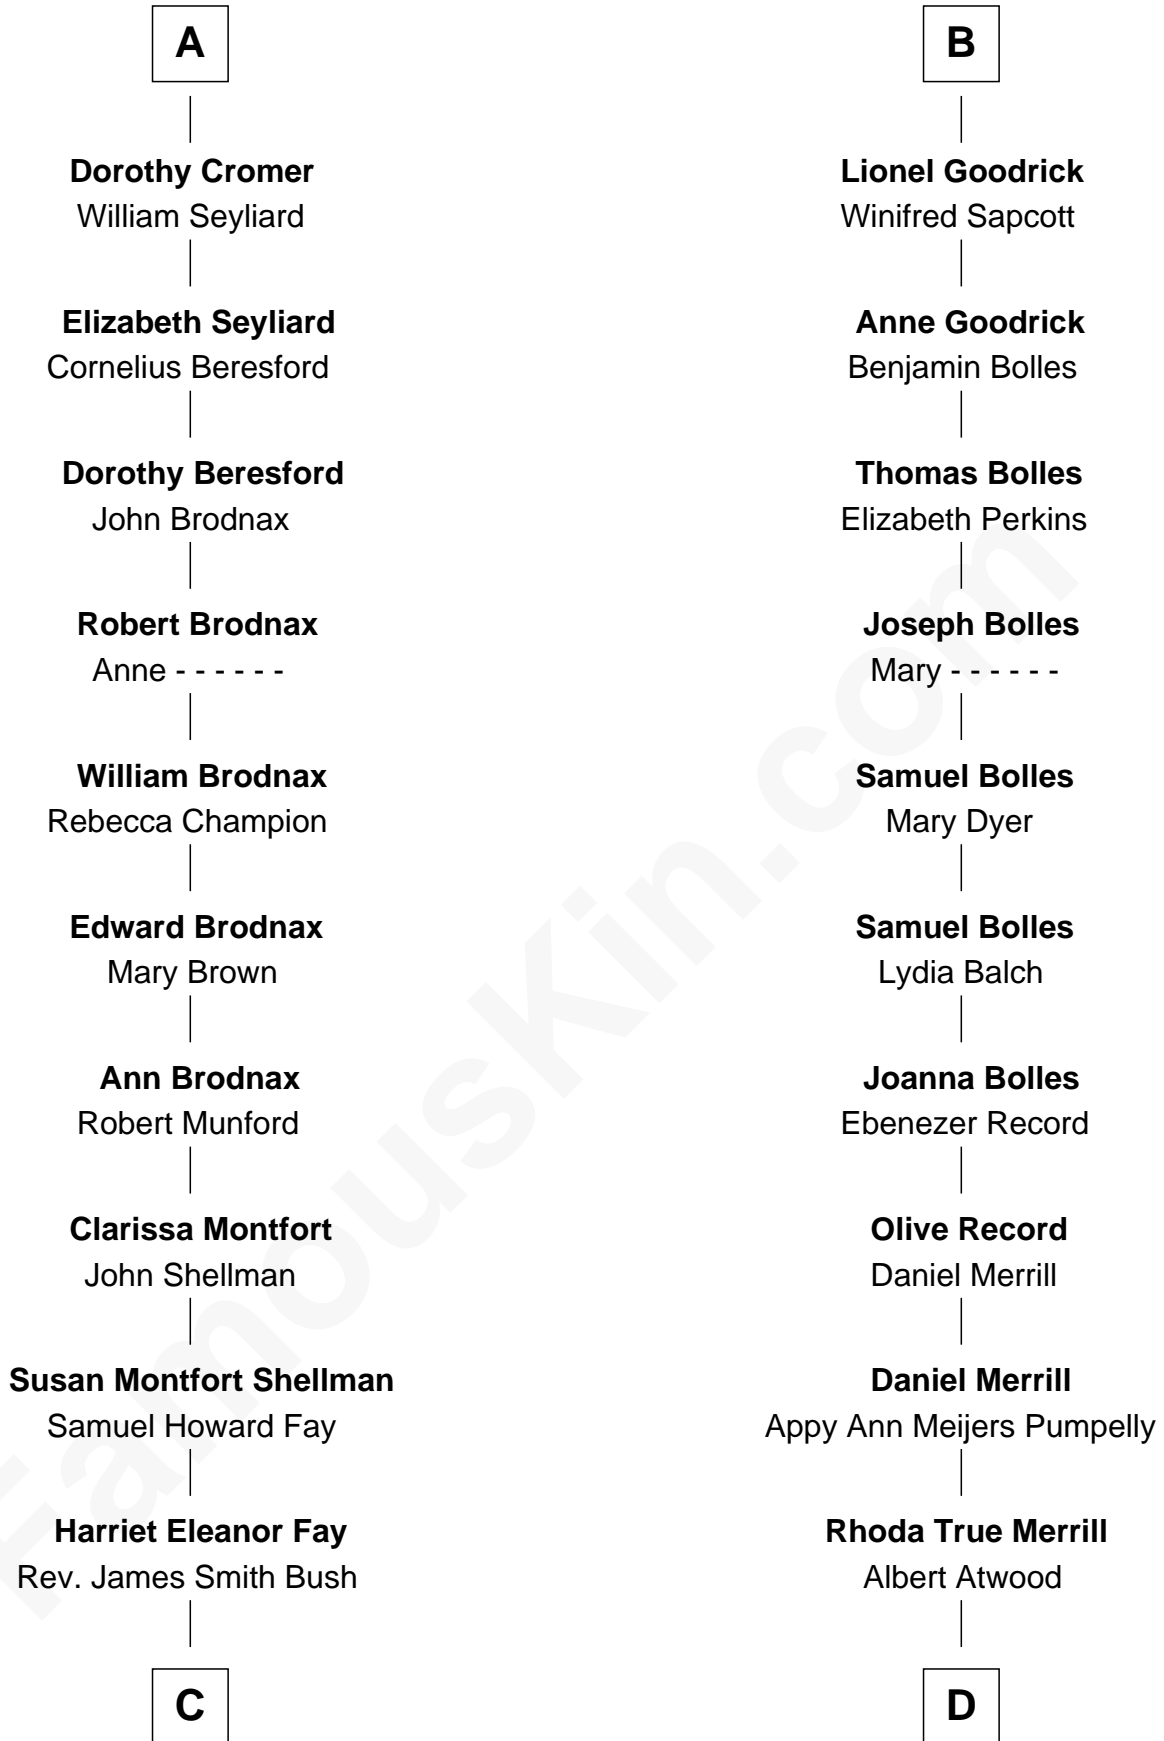 A
Dorothy Cromer
William Seyliard
Elizabeth Seyliard
Cornelius Beresford
Dorothy Beresford
John Brodnax
Robert Brodnax
Anne - - - - - -
William Brodnax
Rebecca Champion
Edward Brodnax
Mary Brown
Ann Brodnax
Robert Munford
Clarissa Montfort
John Shellman
Susan Montfort Shellman
Samuel Howard Fay
Harriet Eleanor Fay
Rev. James Smith Bush
C
B
Lionel Goodrick
Winifred Sapcott
Anne Goodrick
Benjamin Bolles
Thomas Bolles
Elizabeth Perkins
Joseph Bolles
Mary - - - - - -
Samuel Bolles
Mary Dyer
Samuel Bolles
Lydia Balch
Joanna Bolles
Ebenezer Record
Olive Record
Daniel Merrill
Daniel Merrill
Appy Ann Meijers Pumpelly
Rhoda True Merrill
Albert Atwood
D
FamousKin.com